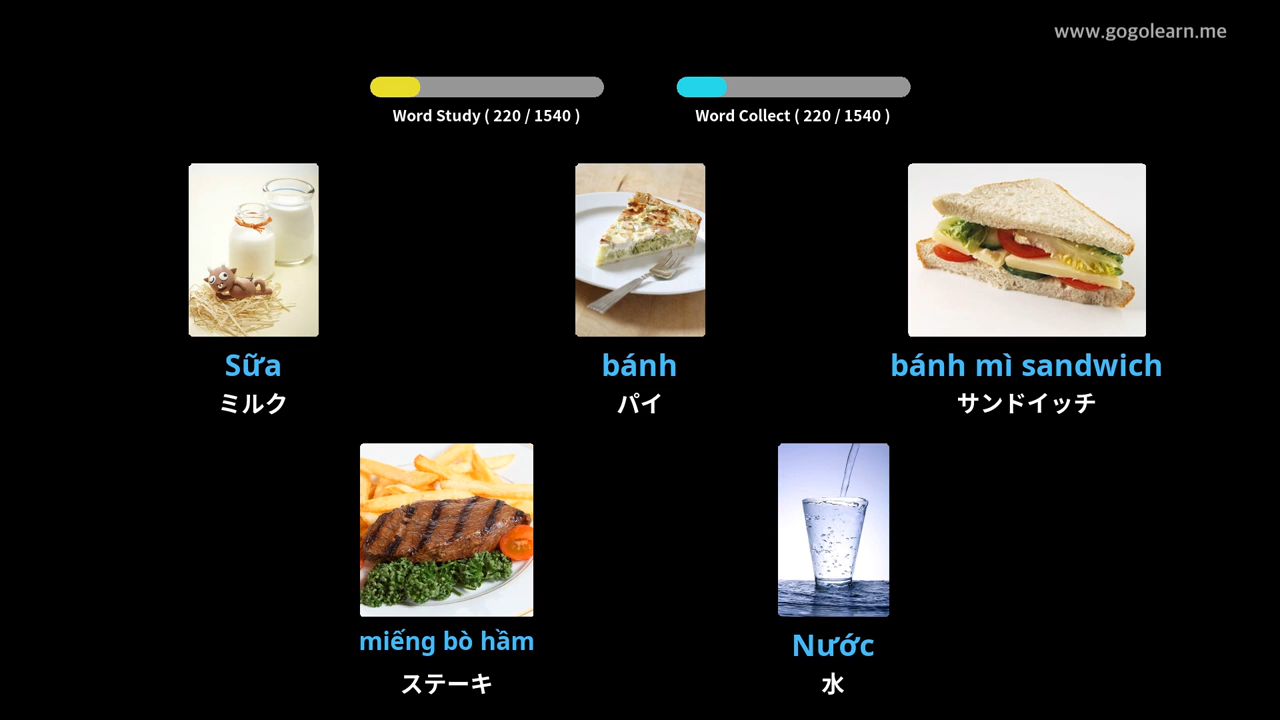 www.gogolearn.me
Word Study ( 220 / 1540 )
Word Collect ( 220 / 1540 )
Sữa
ミルク
bánh
パイ
bánh mì sandwich
サンドイッチ
miếng bò hầm
ステーキ
Nước
水